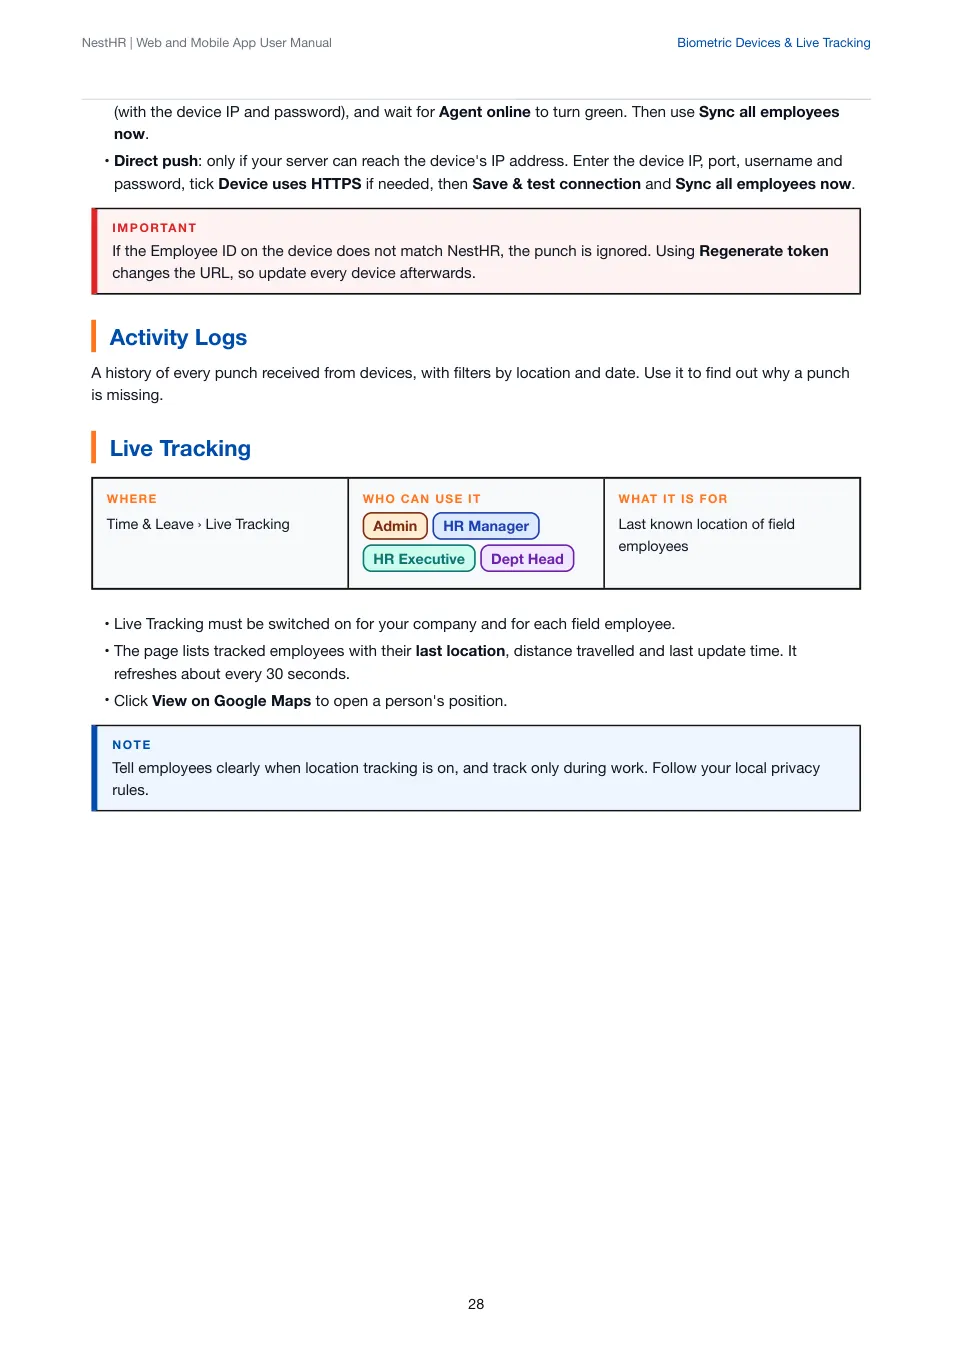 NestHR | Web and Mobile App User Manual
Biometric Devices & Live Tracking
(with the device IP and password), and wait for Agent online to turn green. Then use Sync all employees
now.
• Direct push: only if your server can reach the device's IP address. Enter the device IP, port, username and
password, tick Device uses HTTPS if needed, then Save & test connection and Sync all employees now.
IMPORTANT
If the Employee ID on the device does not match NestHR, the punch is ignored. Using Regenerate token
changes the URL, so update every device afterwards.
Activity Logs
A history of every punch received from devices, with filters by location and date. Use it to find out why a punch
is missing.
Live Tracking
WHERE
Time & Leave › Live Tracking
WHO CAN USE IT
Admin HR Manager
HR Executive Dept Head
WHAT IT IS FOR
Last known location of field
employees
• Live Tracking must be switched on for your company and for each field employee.
• The page lists tracked employees with their last location, distance travelled and last update time. It
refreshes about every 30 seconds.
• Click View on Google Maps to open a person's position.
NOTE
Tell employees clearly when location tracking is on, and track only during work. Follow your local privacy
rules.
28